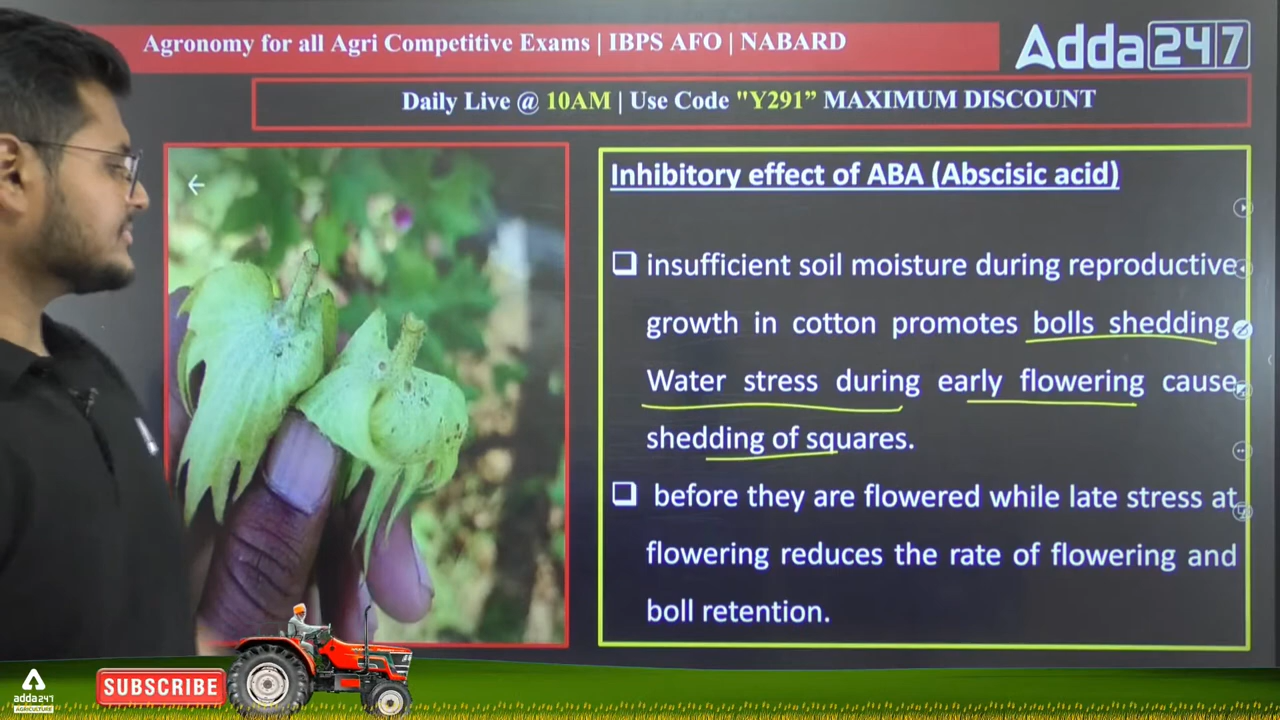 Agronomy for all Agri Competitive Exams | IBPS AFO | NABARD
Adda247
Daily Live @ 10AM | Use Code "Y291” MAXIMUM DISCOUNT
Inhibitory effect of ABA (Abscisic acid)
insufficient soil moisture during reproductive
growth in cotton promotes bolls shedding.
Water stress during early flowering cause
shedding of squares.
before they are flowered while late stress at
flowering reduces the rate of flowering and
boll retention.
adda247
AGRICULTURE
SUBSCRIBE